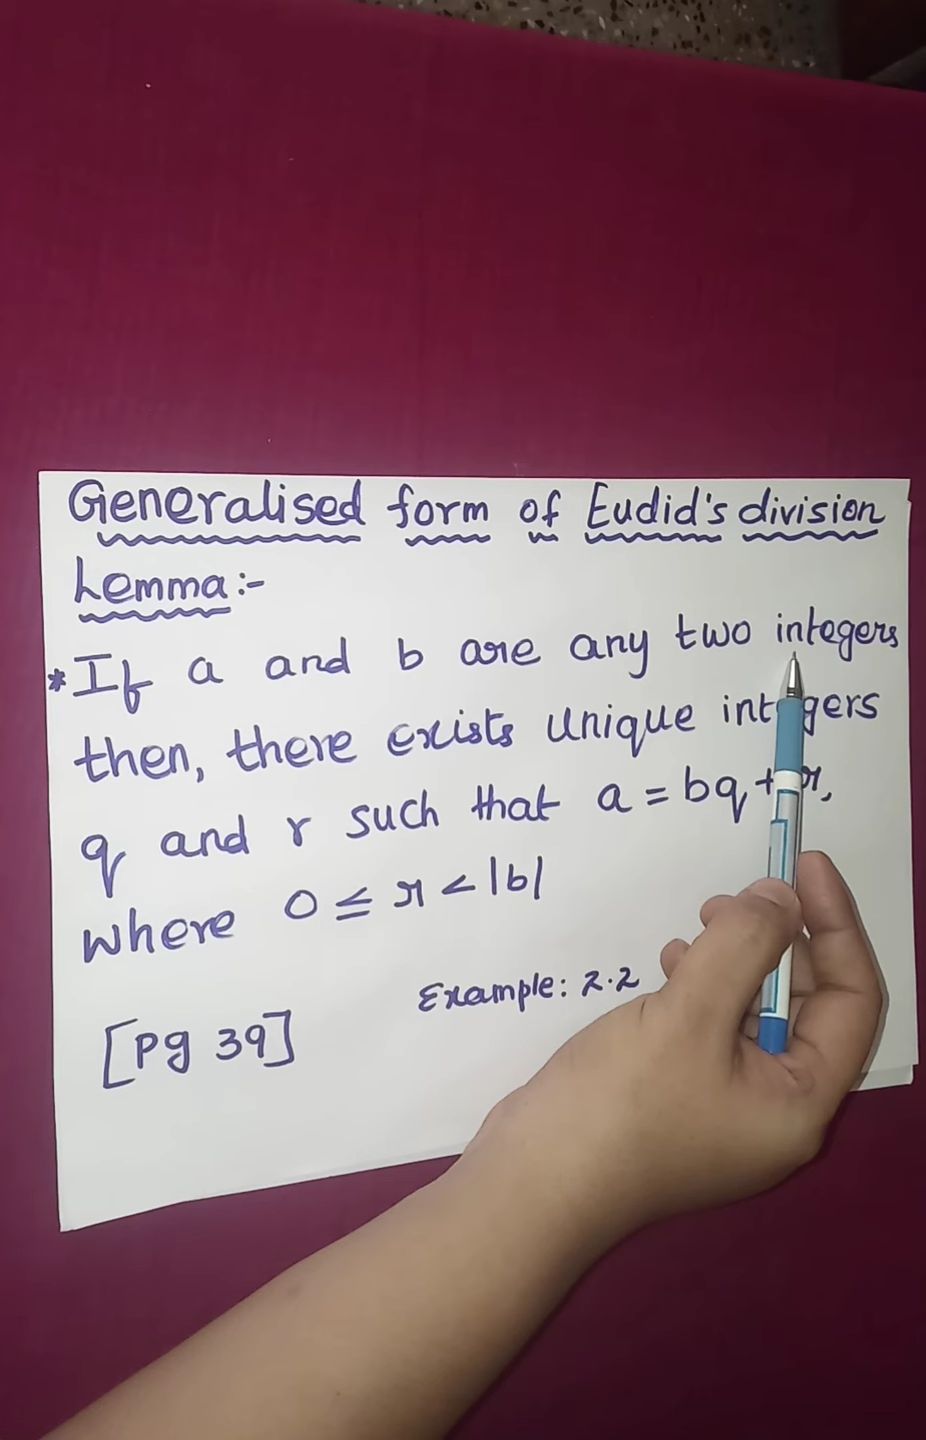 Generalised form of Euclid's division
Lemma:-
*If a and b are any two integers
then, there exists unique integers
q and r such that a = bq + r,
where 0 ≤ r < |b|
Example: 2.2
[Pg 39]